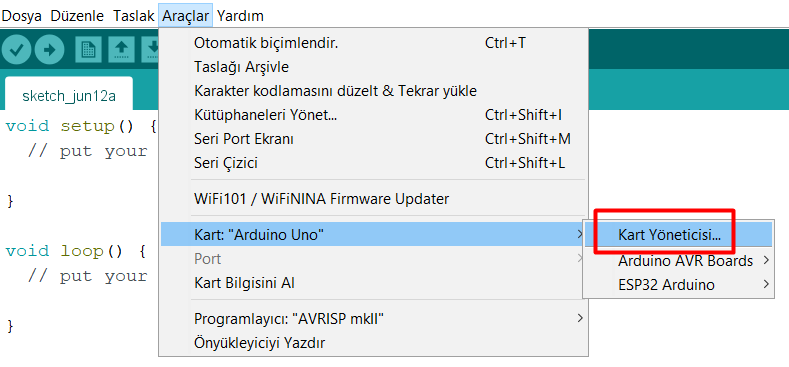 Dosya Düzenle Taslak Araçlar Yardım
Otomatik biçimlendir. Ctrl+T
Taslağı Arşivle
sketch_jun12a
Karakter kodlamasını düzelt & Tekrar yükle
Kütüphaneleri Yönet... Ctrl+Shift+I
void setup() {
Seri Port Ekranı Ctrl+Shift+M
// put your
Seri Çizici Ctrl+Shift+L
WiFi101 / WiFiNINA Firmware Updater
}
Kart: "Arduino Uno" Kart Yöneticisi...
void loop() {
Port Arduino AVR Boards
// put your
Kart Bilgisini Al ESP32 Arduino
}
Programlayıcı: "AVRISP mkII"
Önyükleyiciyi Yazdır